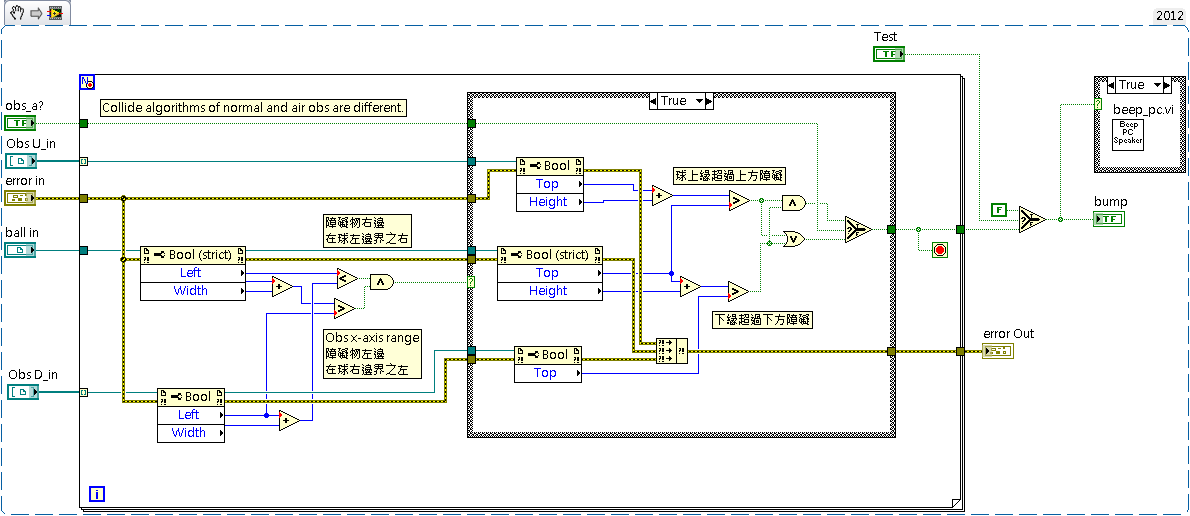 2012
Test
True
beep_pc.vi
Beep
PC
Speaker
TF
N
obs_a?
TF
Collide algorithms of normal and air obs are different.
True
Obs U_in
error in
Bool
Top
Height
球上緣超過上方障礙
F
bump
TF
ball in
障礙物右邊
在球左邊界之右
Bool (strict)
Left
Width
Bool (strict)
Top
Height
下緣超過下方障礙
Obs x-axis range
障礙物左邊
在球右邊界之左
Bool
Top
error Out
Obs D_in
Bool
Left
Width
i